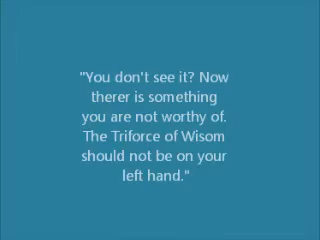 "You don't see it? Now
therer is something
you are not worthy of.
The Triforce of Wisom
should not be on your
left hand."